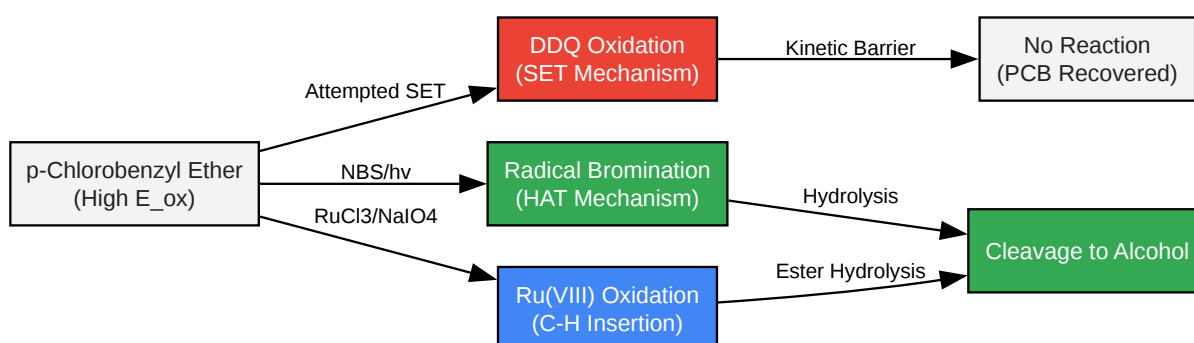 DDQ Oxidation
(SET Mechanism)
Kinetic Barrier
No Reaction
(PCB Recovered)
Attempted SET
p-Chlorobenzyl Ether
(High E_ox)
NBS/hv
Radical Bromination
(HAT Mechanism)
Hydrolysis
RuCl3/NaIO4
Cleavage to Alcohol
Ester Hydrolysis
Ru(VIII) Oxidation
(C-H Insertion)